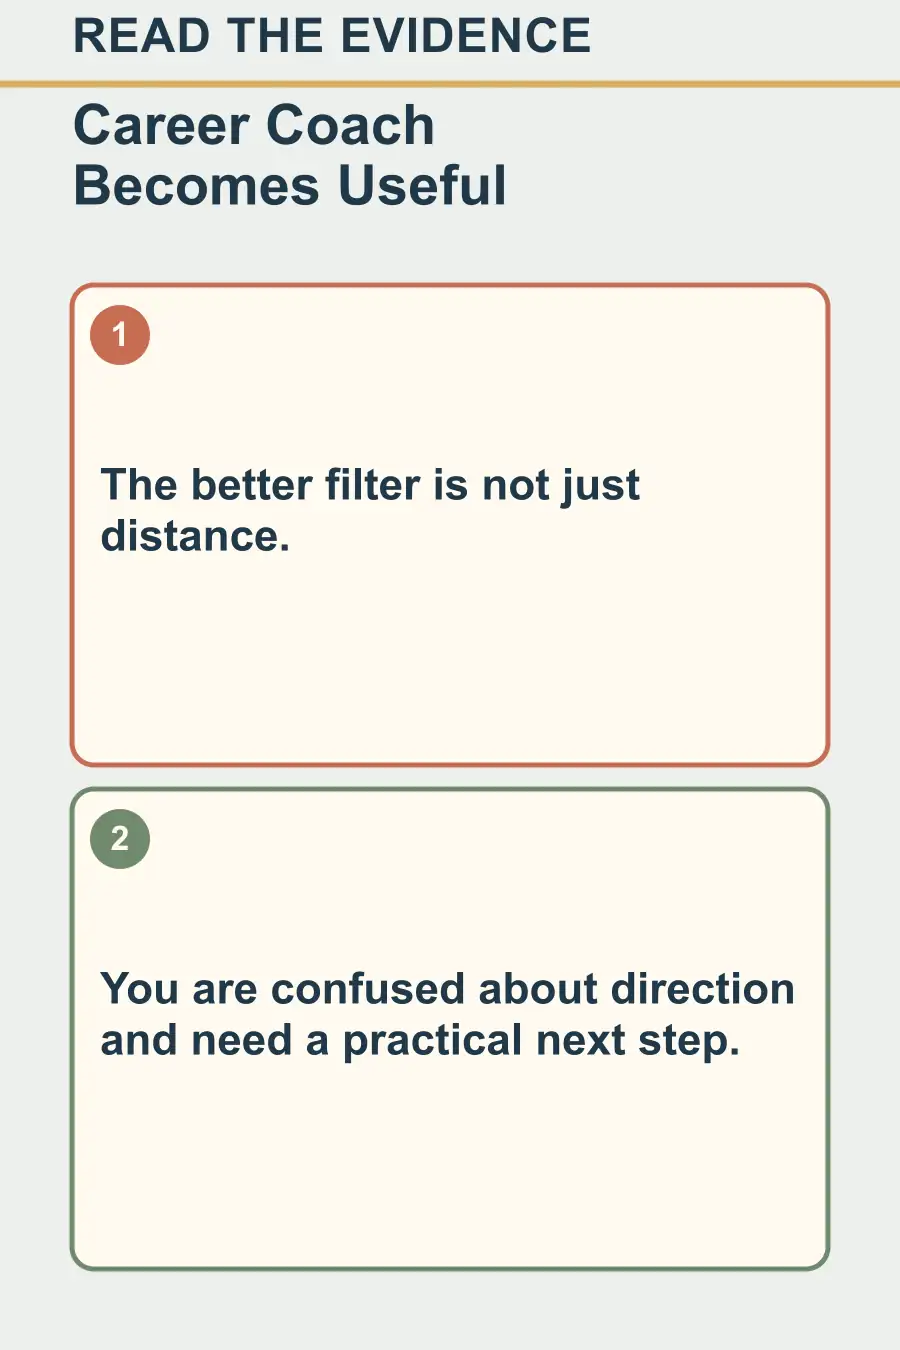 READ THE EVIDENCE
Career Coach
Becomes Useful
1
The better filter is not just
distance.
2
You are confused about direction
and need a practical next step.